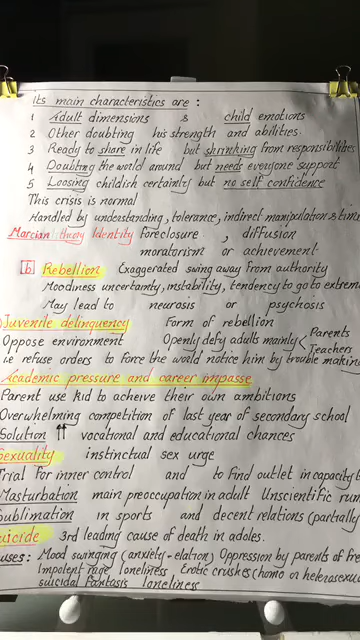 Its main characteristics are :
1 Adult dimensions & child emotions
2 Other doubting his strength and abilities.
3 Ready to share in life but shrinking from responsibilities
4 Doubting the world around but needs everyone support
5 Loosing childish certainty but no self confidence
This crisis is normal
Handled by understanding, tolerance, indirect manipulation & tim
Marcian theory Identity foreclosure , diffusion
moratorism or achievement
b Rebellion Exaggerated swing away from authority
Moodiness uncertainty, instability, tendency to go to extrem
May lead to neurosis or psychosis
Juvenile delinquency Form of rebellion
Oppose environment Openly defy adults mainly < Parents
Teachers
ie refuse orders to force the world notice him by trouble making
Academic pressure and career impasse
Parent use kid to acheive their own ambitions
Overwhelming competition of last year of secondary school
Solution ↑↑ vocational and educational chances
Sexuality instinctual sex urge
Trial For inner control and to find outlet in capacity
Masturbation main preoccupation in adult Unscientific
Sublimation in sports and decent relations (partially
uicide 3rd leading cause of death in adoles.
uses: Mood swinging (anxiety-elation) Oppression by parents of fre
Impotent rage loneliness Erotic crushes (homo or heterosexu
suicidal fantasis loneliness